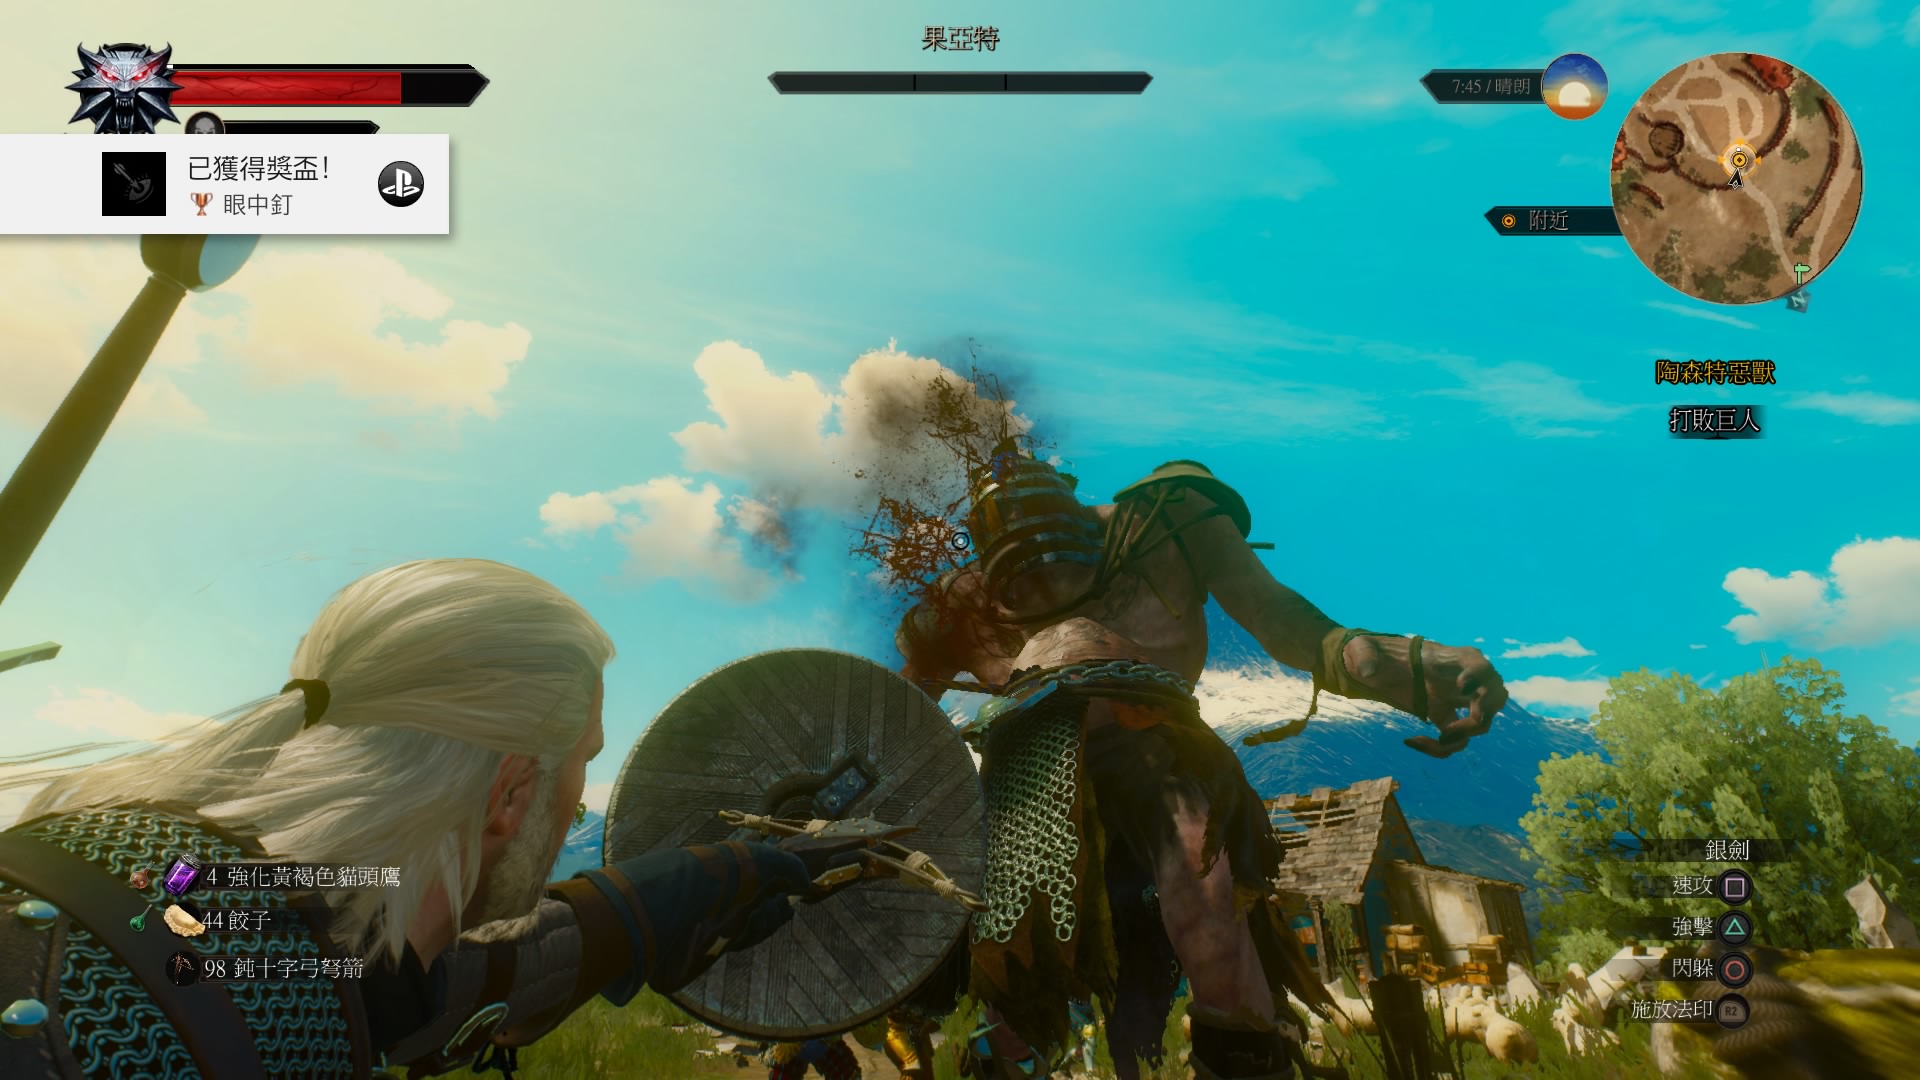 果亞特
7:45 / 晴朗
已獲得獎盃!
眼中釘
附近
陶森特惡獸
打敗巨人
4 強化黃褐色貓頭鷹
44 餃子
98 鈍十字弓弩箭
銀劍
速攻
強擊
閃躲
施放法印 R2